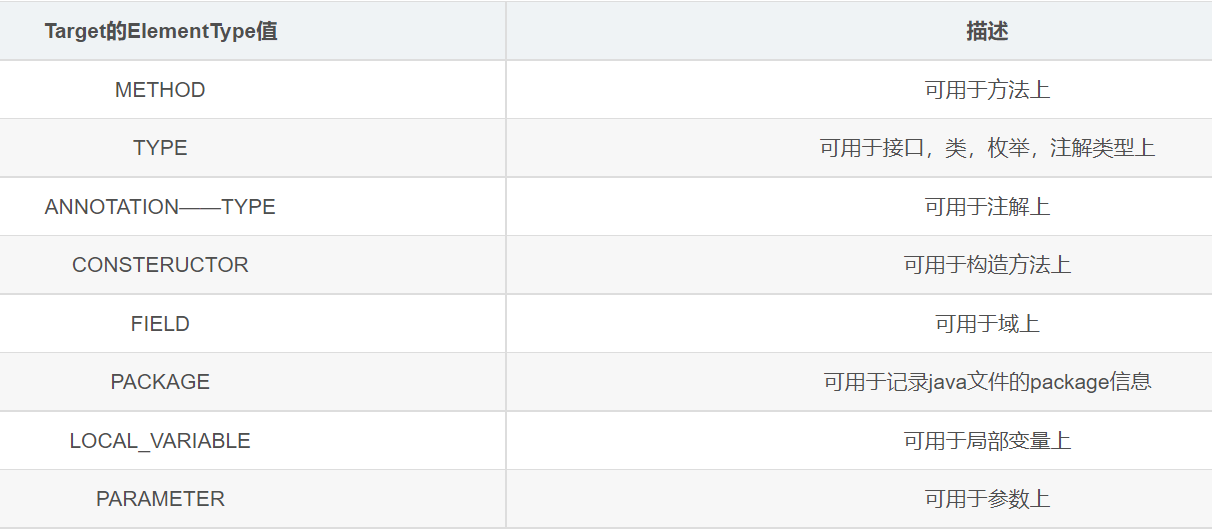 Target的ElementType值 描述
METHOD 可用于方法上
TYPE 可用于接口，类，枚举，注解类型上
ANNOTATION——TYPE 可用于注解上
CONSTERUCTOR 可用于构造方法上
FIELD 可用于域上
PACKAGE 可用于记录java文件的package信息
LOCAL_VARIABLE 可用于局部变量上
PARAMETER 可用于参数上